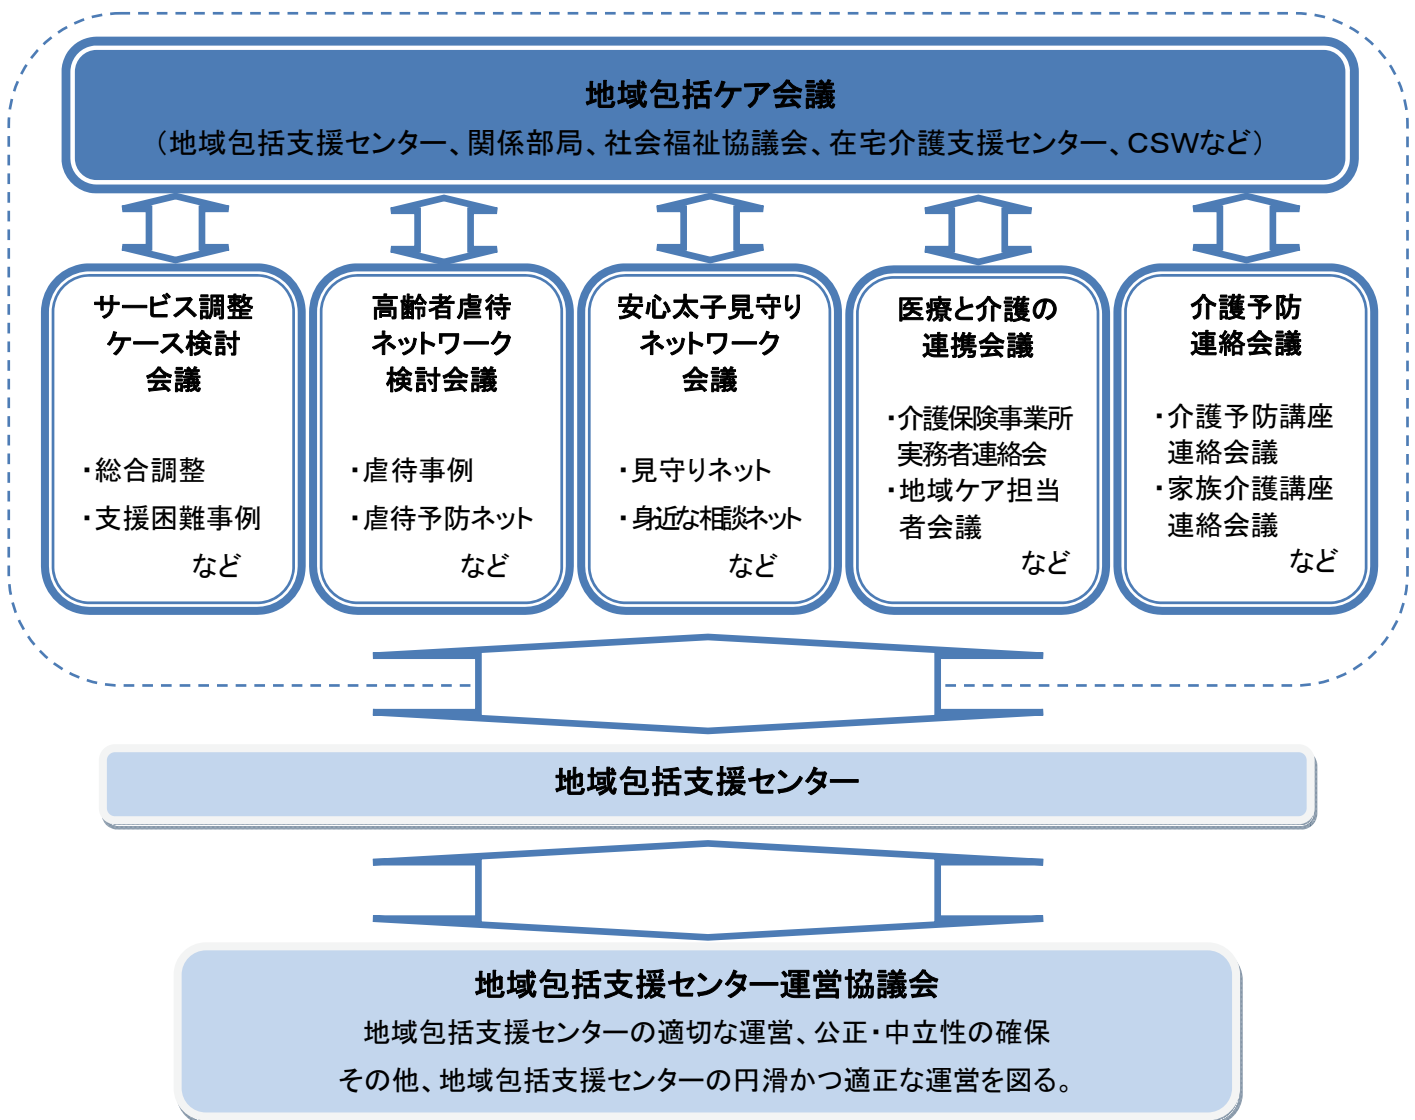 地域包括ケア会議
（地域包括支援センター、関係部局、社会福祉協議会、在宅介護支援センター、CSWなど）
サービス調整
ケース検討
会議
・総合調整
・支援困難事例
など
高齢者虐待
ネットワーク
検討会議
・虐待事例
・虐待予防ネット
など
安心太子見守り
ネットワーク
会議
・見守りネット
・身近な相談ネット
など
医療と介護の
連携会議
・介護保険事業所
実務者連絡会
・地域ケア担当
者会議
など
介護予防
連絡会議
・介護予防講座
連絡会議
・家族介護講座
連絡会議
など
地域包括支援センター
地域包括支援センター運営協議会
地域包括支援センターの適切な運営、公正・中立性の確保
その他、地域包括支援センターの円滑かつ適正な運営を図る。